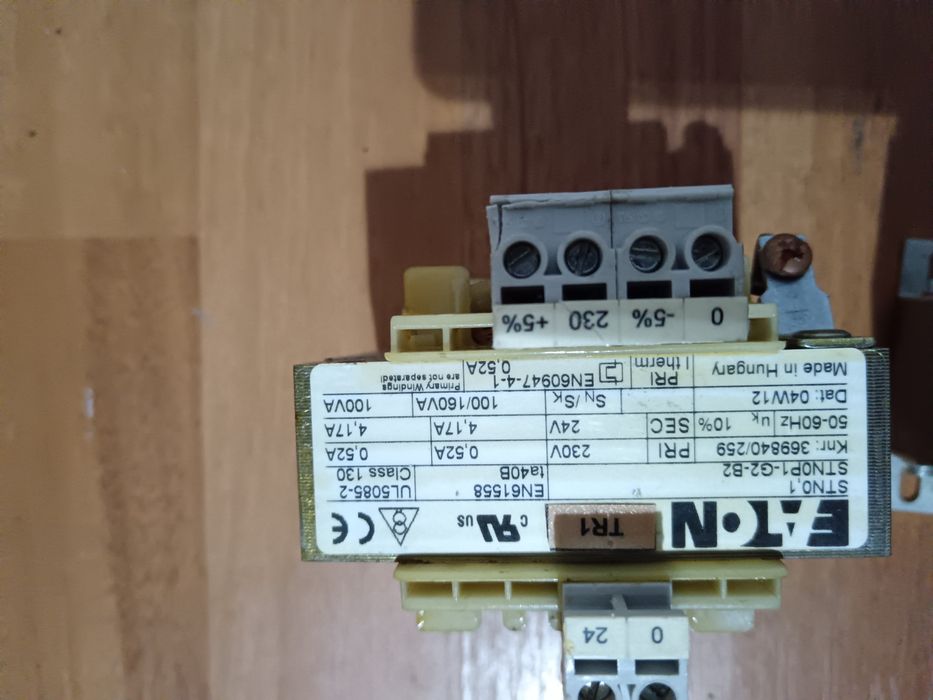 0 24
EATON TR1 c US CE
STN0,1 EN61558 UL5085-2
STN0P1-G2-B2 ta40B Class 130
Knr: 369840/259 PRI 230V 0,52A 0,52A
50-60Hz uK 10% SEC 24V 4,17A 4,17A
Dat: 04W12 SN/SK 100/160VA 100VA
Made in Hungary PRI I therm EN60947-4-1 0,52A Primary Windings are not separated!
0 -5% 230 +5%